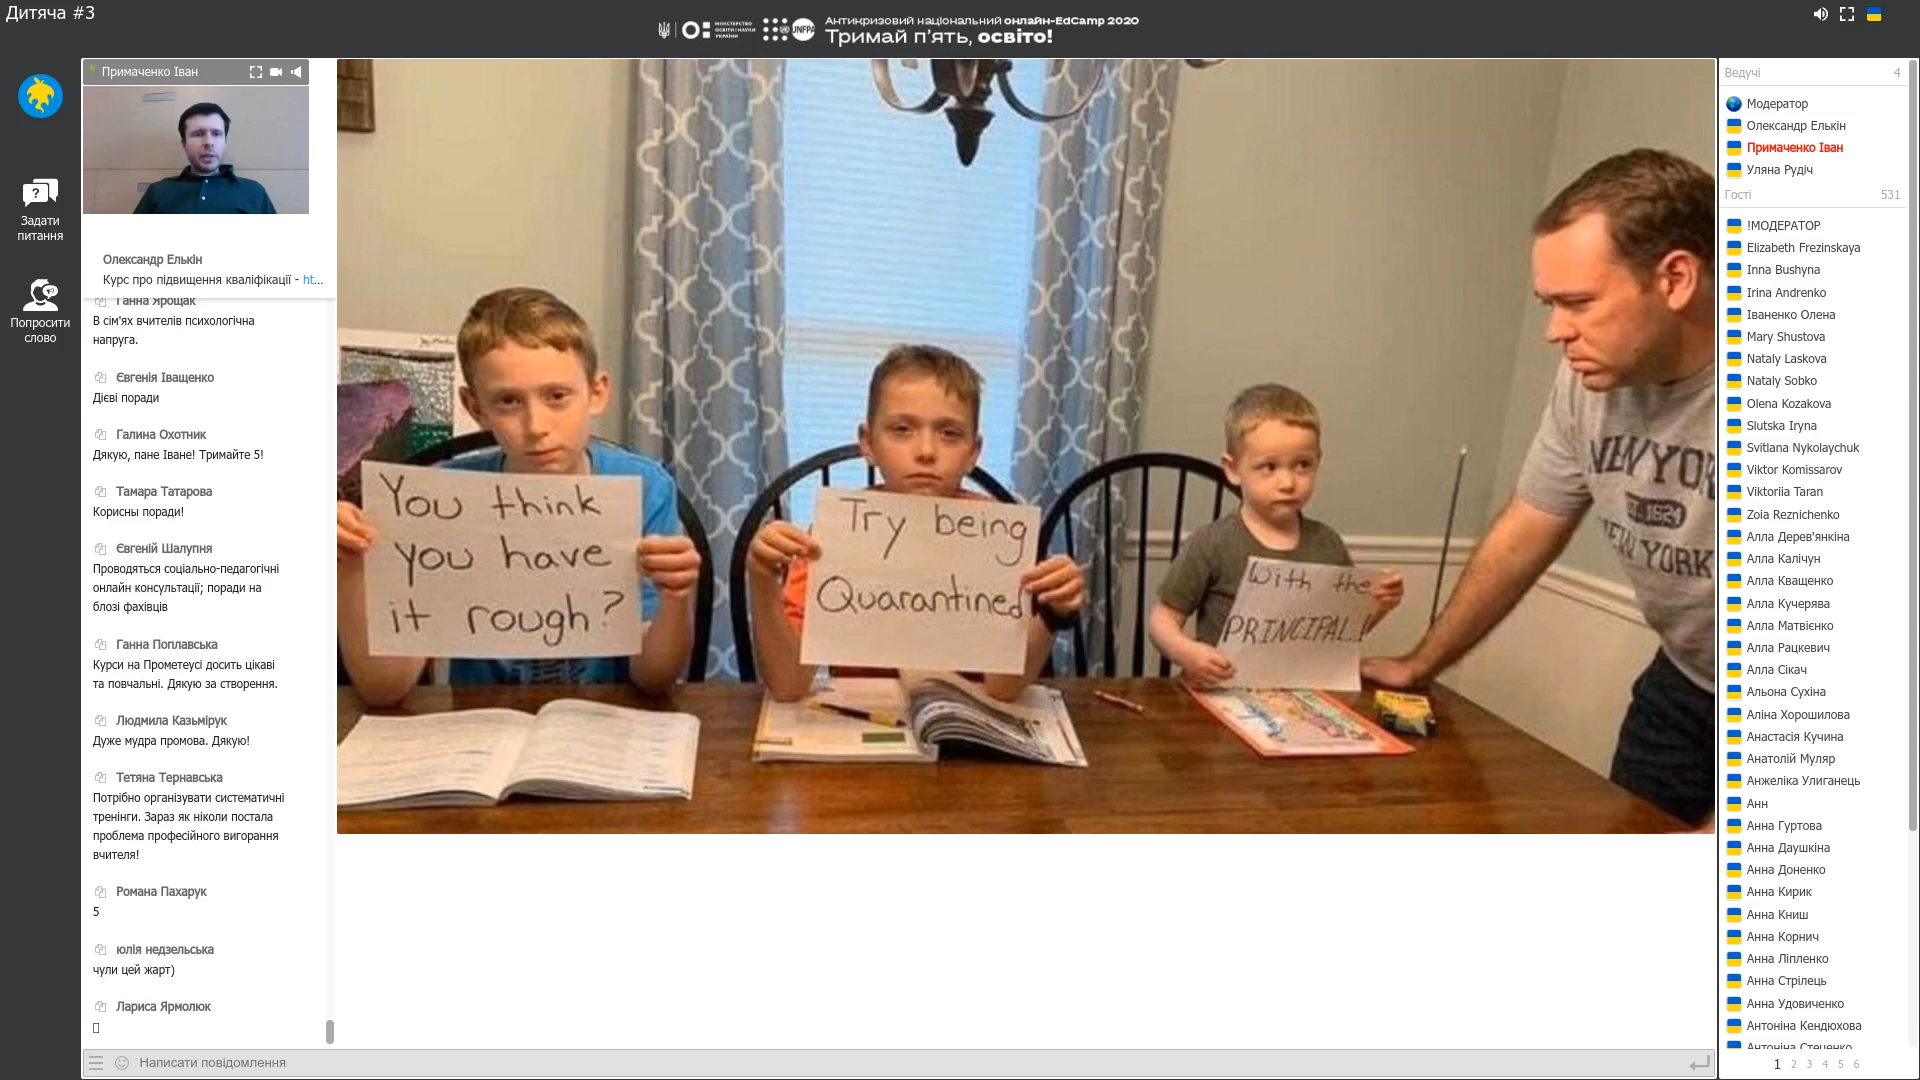 Дитяча #3
МІНІСТЕРСТВО
ОСВІТИ І НАУКИ
УКРАЇНИ
UNFPA
Антикризовий національний онлайн-EdCamp 2020
Тримай п’ять, освіто!
Задати
питання
Попросити
слово
Примаченко Іван
Олександр Елькін
Курс про підвищення кваліфікації - ht...
Ганна Ярощак
В сім'ях вчителів психологічна
напруга.
Євгенія Іващенко
Дієві поради
Галина Охотник
Дякую, пане Іване! Тримайте 5!
Тамара Татарова
Корисны поради!
Євгеній Шалупня
Проводяться соціально-педагогічні
онлайн консультації; поради на
блозі фахівців
Ганна Поплавська
Курси на Прометеусі досить цікаві
та повчальні. Дякую за створення.
Людмила Казьмірук
Дуже мудра промова. Дякую!
Тетяна Тернавська
Потрібно організувати систематичні
тренінги. Зараз як ніколи постала
проблема професійного вигорання
вчителя!
Романа Пахарук
5
юлія недзельська
чули цей жарт)
Лариса Ярмолюк
Написати повідомлення
You think
you have
it rough?
Try being
Quarantined
With the
PRINCIPAL!!
NEW YORK
EST. 1624
NEW YORK
Ведучі 4
Модератор
Олександр Елькін
Примаченко Іван
Уляна Рудіч
Гості 531
!МОДЕРАТОР
Elizabeth Frezinskaya
Inna Bushyna
Irina Andrenko
Іваненко Олена
Mary Shustova
Nataly Laskova
Nataly Sobko
Olena Kozakova
Slutska Iryna
Svitlana Nykolaychuk
Viktor Komissarov
Viktoriia Taran
Zoia Reznichenko
Алла Дерев'янкіна
Алла Калічун
Алла Кващенко
Алла Кучерява
Алла Матвієнко
Алла Рацкевич
Алла Сікач
Альона Сухіна
Аліна Хорошилова
Анастасія Кучина
Анатолій Муляр
Анжеліка Улиганець
Анн
Анна Гуртова
Анна Даушкіна
Анна Доненко
Анна Кирик
Анна Книш
Анна Корнич
Анна Ліпленко
Анна Стрілець
Анна Удовиченко
Антоніна Кендюхова
Антоніна Стеценко
1 2 3 4 5 6